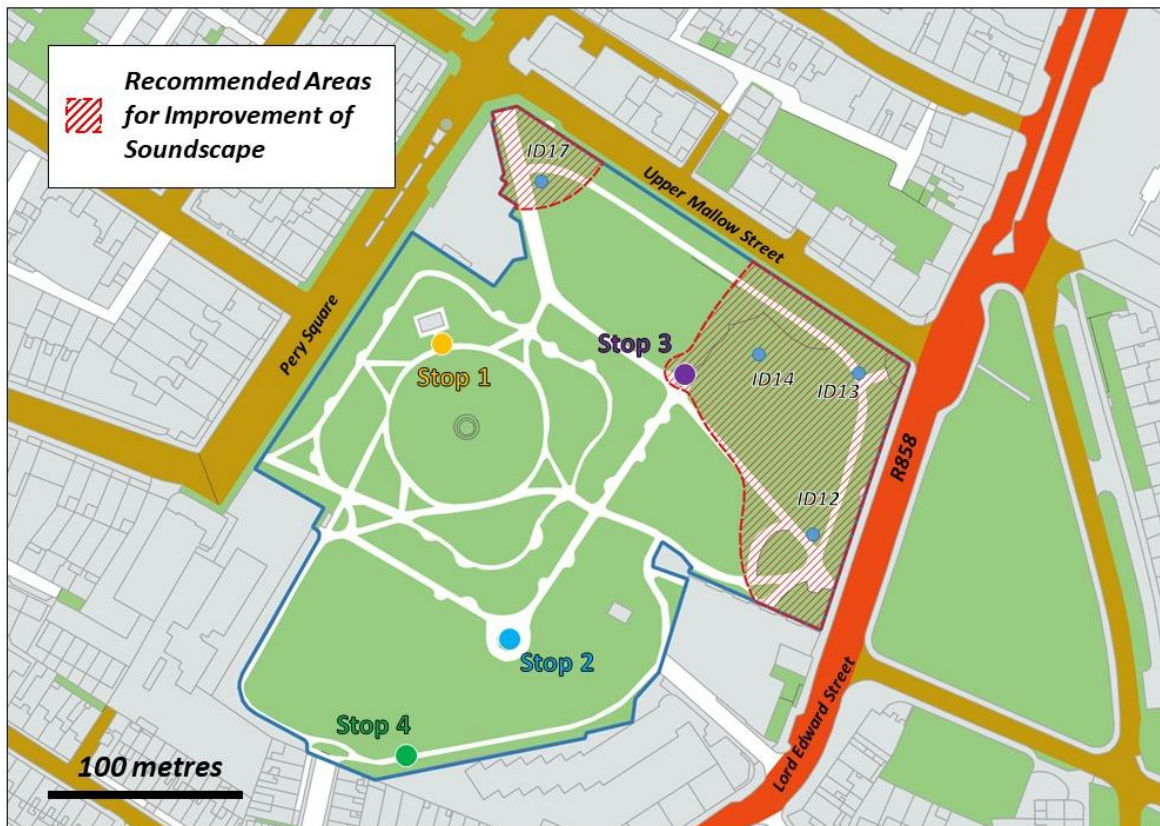 Recommended Areas
for Improvement of
Soundscape
ID17
Upper Mallow Street
Pery Square
Stop 3
Stop 1
ID14
ID13
R858
ID12
Stop 2
Stop 4
Lord Edward Street
100 metres